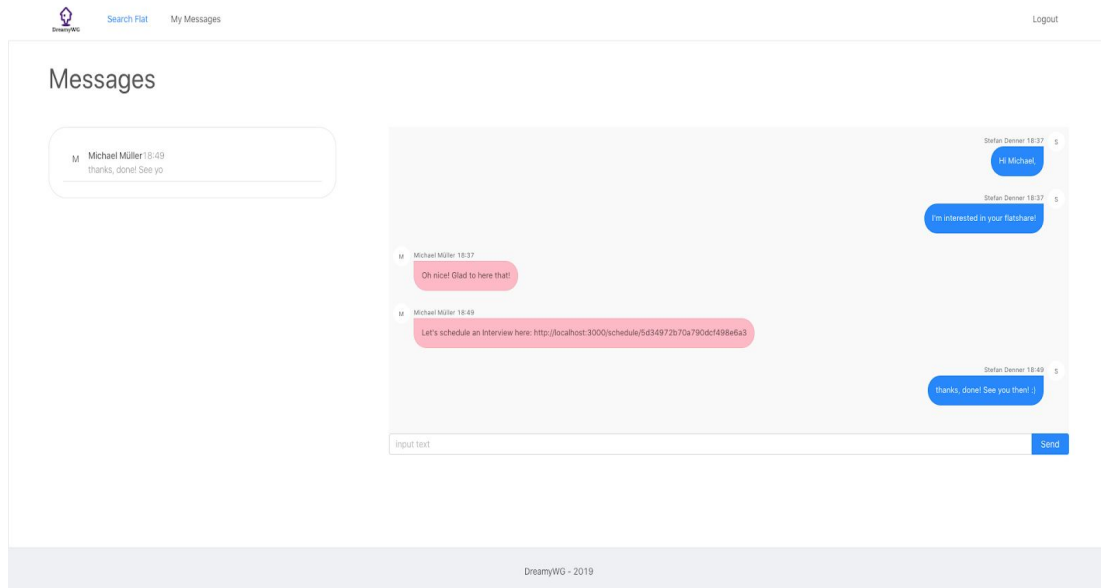 DreamyWG
Search Flat
My Messages
Logout
Messages
M
Michael Müller18:49
thanks, done! See yo
Stefan Denner 18:37
S
Hi Michael,
Stefan Denner 18:37
S
I'm interested in your flatshare!
M
Michael Müller 18:37
Oh nice! Glad to here that!
M
Michael Müller 18:49
Let's schedule an Interview here: http://localhost:3000/schedule/5d34972b70a790dcf498e6a3
Stefan Denner 18:49
S
thanks, done! See you then! :)
input text
Send
DreamyWG - 2019